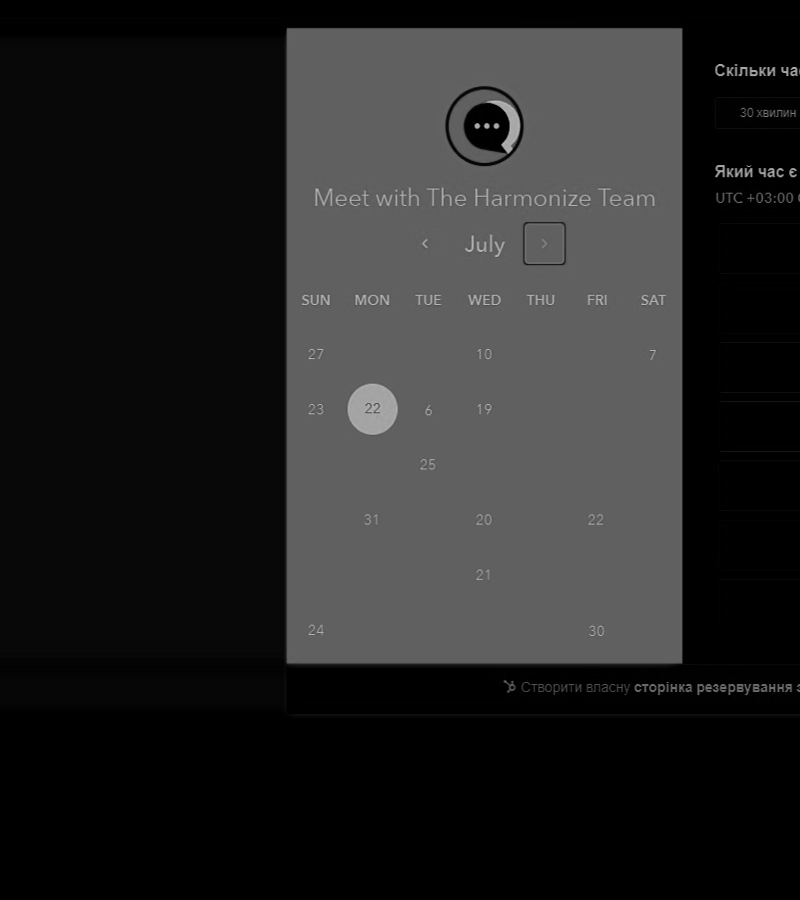 Meet with The Harmonize Team
July
SUN MON TUE WED THU FRI SAT
27 10 7
23 22 6 19
25
31 20 22
21
24 30
Скільки час
30 хвилин
Який час є
UTC +03:00
Створити власну сторінка резервування з